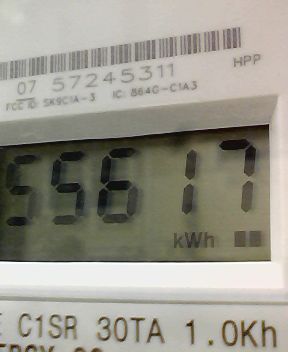 07 57245311
HPP
FCC ID: SK9C1A-3 IC: 864G-C1A3
55617
kWh
C1SR 30TA 1.0Kh